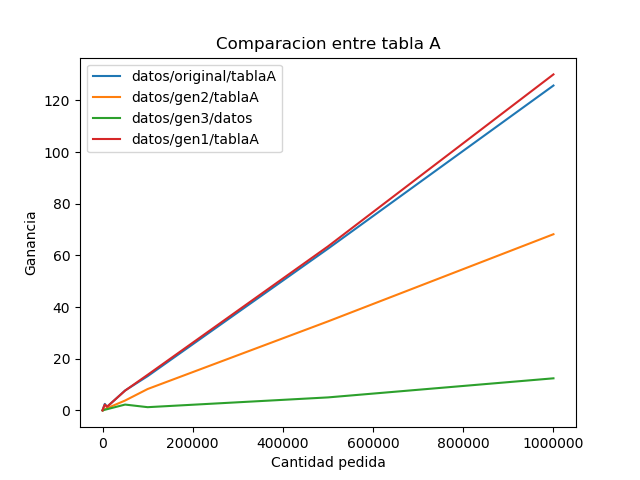 Comparacion entre tabla A
datos/original/tablaA
datos/gen2/tablaA
datos/gen3/datos
datos/gen1/tablaA
120
100
80
60
40
20
0
Ganancia
0 200000 400000 600000 800000 1000000
Cantidad pedida